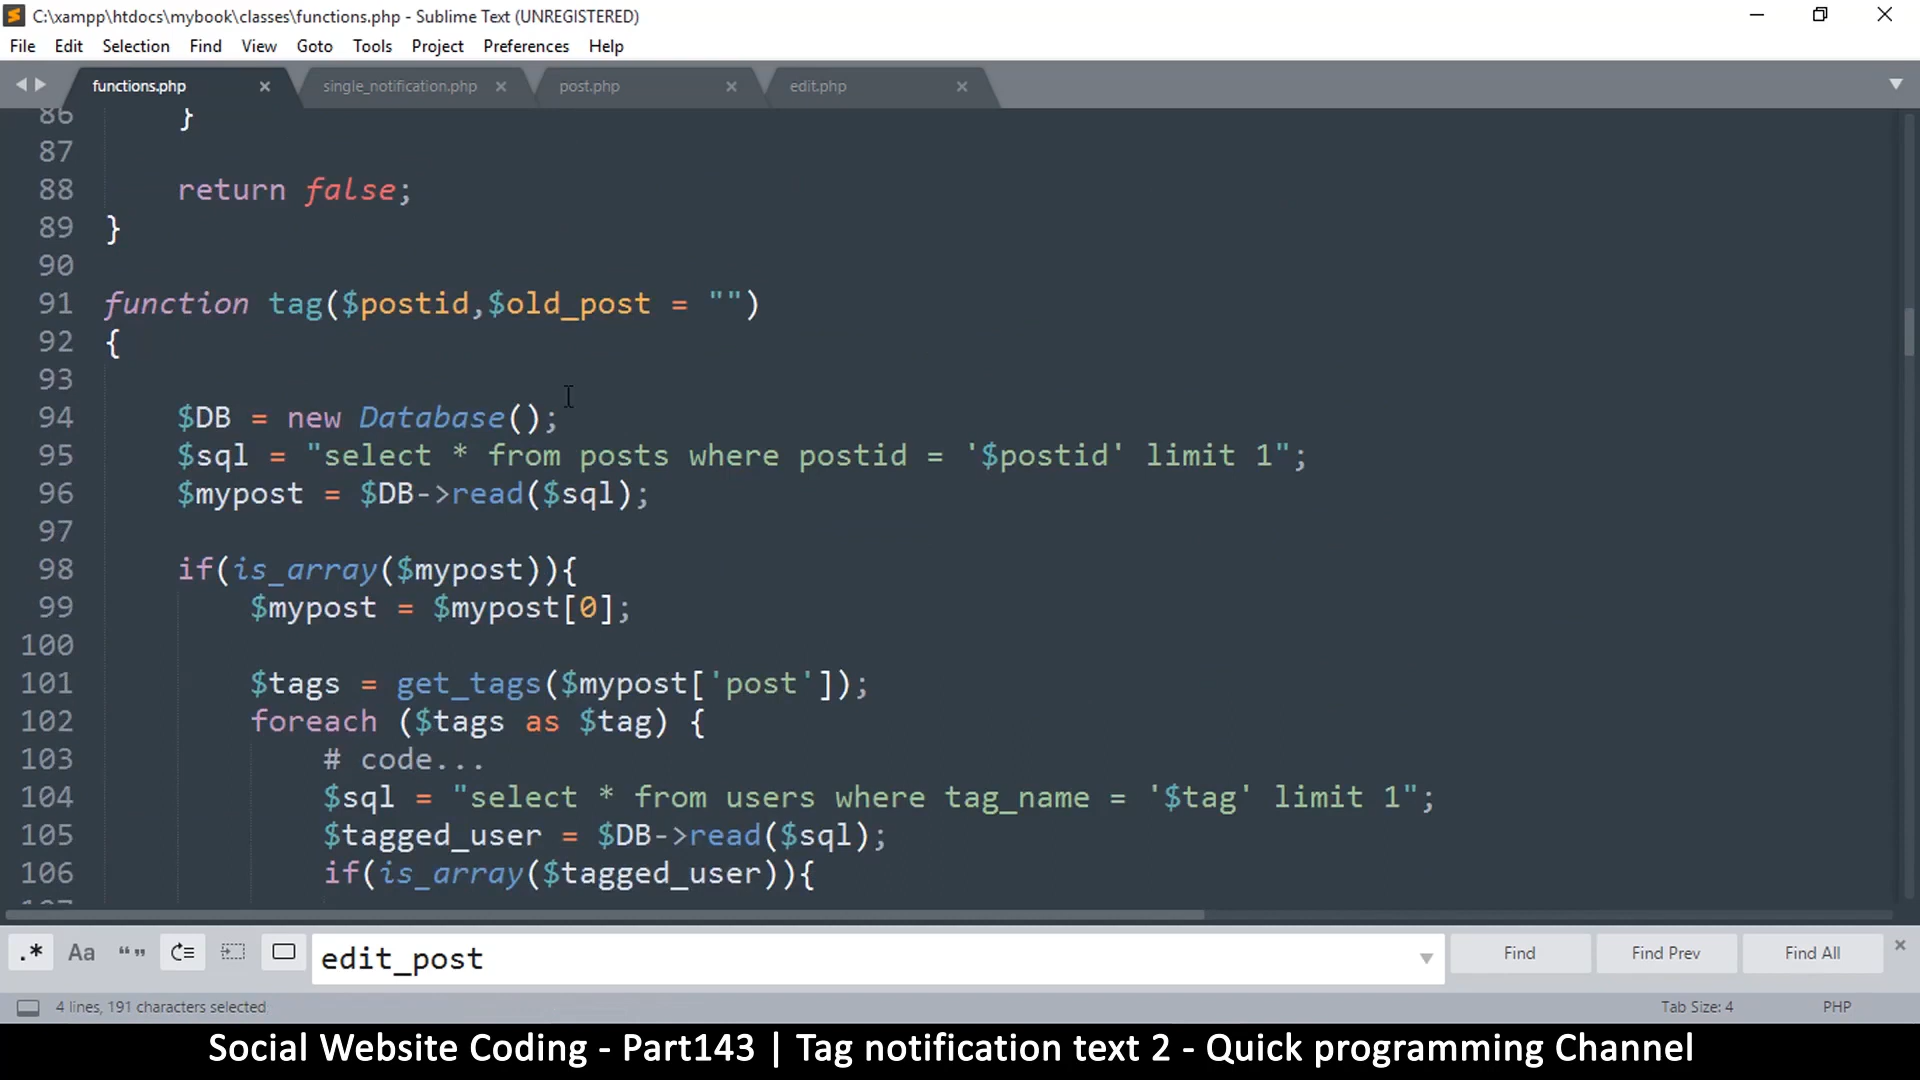 C:\xampp\htdocs\mybook\classes\functions.php - Sublime Text (UNREGISTERED)
File Edit Selection Find View Goto Tools Project Preferences Help
functions.php × single_notification.php × post.php × edit.php ×
86 }
87
88 return false;
89 }
90
91 function tag($postid,$old_post = "")
92 {
93
94 $DB = new Database();
95 $sql = "select * from posts where postid = '$postid' limit 1";
96 $mypost = $DB->read($sql);
97
98 if(is_array($mypost)){
99 $mypost = $mypost[0];
100
101 $tags = get_tags($mypost['post']);
102 foreach ($tags as $tag) {
103 # code...
104 $sql = "select * from users where tag_name = '$tag' limit 1";
105 $tagged_user = $DB->read($sql);
106 if(is_array($tagged_user)){
.* Aa “” edit_post Find Find Prev Find All ×
4 lines, 191 characters selected Tab Size: 4 PHP
Social Website Coding - Part143 | Tag notification text 2 - Quick programming Channel